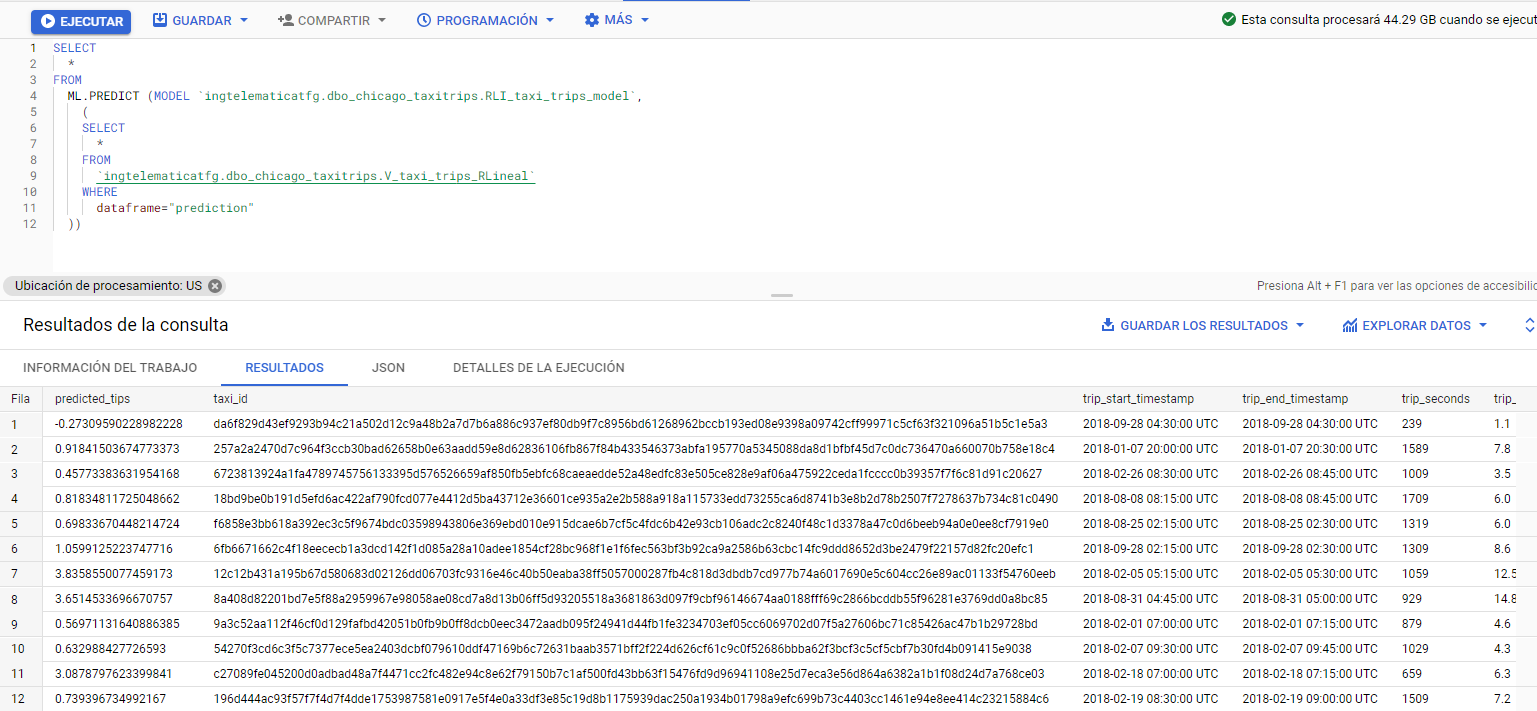 EJECUTAR GUARDAR COMPARTIR PROGRAMACIÓN MÁS Esta consulta procesará 44.29 GB cuando se ejecut
1 SELECT
2 *
3 FROM
4 ML.PREDICT (MODEL `ingtelematicatfg.dbo_chicago_taxitrips.RLI_taxi_trips_model`,
5 (
6 SELECT
7 *
8 FROM
9 `ingtelematicatfg.dbo_chicago_taxitrips.V_taxi_trips_RLineal`
10 WHERE
11 dataframe="prediction"
12 ))
Ubicación de procesamiento: US Presiona Alt + F1 para ver las opciones de accesibilid
Resultados de la consulta GUARDAR LOS RESULTADOS EXPLORAR DATOS
INFORMACIÓN DEL TRABAJO RESULTADOS JSON DETALLES DE LA EJECUCIÓN
Fila predicted_tips taxi_id trip_start_timestamp trip_end_timestamp trip_seconds trip_
1 -0.27309590228982228 da6f829d43ef9293b94c21a502d12c9a48b2a7d7b6a886c937ef80db9f7c8956bd61268962bccb193ed08e9398a09742cff99971c5cf63f321096a51b5c1e5a3 2018-09-28 04:30:00 UTC 2018-09-28 04:30:00 UTC 239 1.1
2 0.91841503674773373 257a2a2470d7c964f3ccb30bad62658b0e63aadd59e8d62836106fb867f84b433546373abfa195770a5345088da8d1bfbf45d7c0dc736470a660070b758e18c4 2018-01-07 20:00:00 UTC 2018-01-07 20:30:00 UTC 1589 7.8
3 0.45773383631954168 6723813924a1fa4789745756133395d576526659af850fb5ebfc68caeaedde52a48edfc83e505ce828e9af06a475922ceda1fcccc0b39357f7f6c81d91c20627 2018-02-26 08:30:00 UTC 2018-02-26 08:45:00 UTC 1009 3.5
4 0.81834811725048662 18bd9be0b191d5efd6ac422af790fcd077e4412d5ba43712e36601ce935a2e2b588a918a115733edd73255ca6d8741b3e8b2d78b2507f7278637b734c81c0490 2018-08-08 08:15:00 UTC 2018-08-08 08:45:00 UTC 1709 6.0
5 0.69833670448214724 f6858e3bb618a392ec3c5f9674bdc03598943806e369ebd010e915dcae6b7cf5c4fdc6b42e93cb106adc2c8240f48c1d3378a47c0d6beeb94a0e0ee8cf7919e0 2018-08-25 02:15:00 UTC 2018-08-25 02:30:00 UTC 1319 6.0
6 1.0599125223747716 6fb6671662c4f18eececb1a3dcd142f1d085a28a10adee1854cf28bc968f1e1f6fec563bf3b92ca9a2586b63cbc14fc9ddd8652d3be2479f22157d82fc20efc1 2018-09-28 02:15:00 UTC 2018-09-28 02:30:00 UTC 1309 8.6
7 3.8358550077459173 12c12b431a195b67d580683d02126dd06703fc9316e46c40b50eaba38ff5057000287fb4c818d3dbdb7cd977b74a6017690e5c604cc26e89ac01133f54760eeb 2018-02-05 05:15:00 UTC 2018-02-05 05:30:00 UTC 1059 12.5
8 3.6514533696670757 8a408d82201bd7e5f88a2959967e98058ae08cd7a8d13b06ff5d93205518a3681863d097f9cbf96146674aa0188fff69c2866bcddb55f96281e3769dd0a8bc85 2018-08-31 04:45:00 UTC 2018-08-31 05:00:00 UTC 929 14.8
9 0.56971131640886385 9a3c52aa112f46cf0d129fafbd42051b0fb9b0ff8dcb0eec3472aadb095f24941d44fb1fe3234703ef05cc6069702d07f5a27606bc71c85426ac47b1b29728bd 2018-02-01 07:00:00 UTC 2018-02-01 07:15:00 UTC 879 4.6
10 0.632988427726593 54270f3cd6c3f5c7377ece5ea2403dcbf079610ddf47169b6c72631baab3571bff2f224d626cf61c9c0f52686bbba62f3bcf3c5cf5cbf7b30fd4b091415e9038 2018-02-07 09:30:00 UTC 2018-02-07 09:45:00 UTC 1029 4.3
11 3.0878797623399841 c27089fe045200d0adbad48a7f4471cc2fc482e94c8e62f79150b7c1af500fd43bb63f15476fd9d96941108e25d7eca3e56d864a6382a1b1f08d24d7a768ce03 2018-02-18 07:00:00 UTC 2018-02-18 07:15:00 UTC 659 6.3
12 0.739396734992167 196d444ac93f57f7f4d7f4dde1753987581e0917e5f4e0a33df3e85c19d8b1175939dac250a1934b01798a9efc699b73c4403cc1461e94e8ee414c23215884c6 2018-02-19 08:30:00 UTC 2018-02-19 09:00:00 UTC 1509 7.2